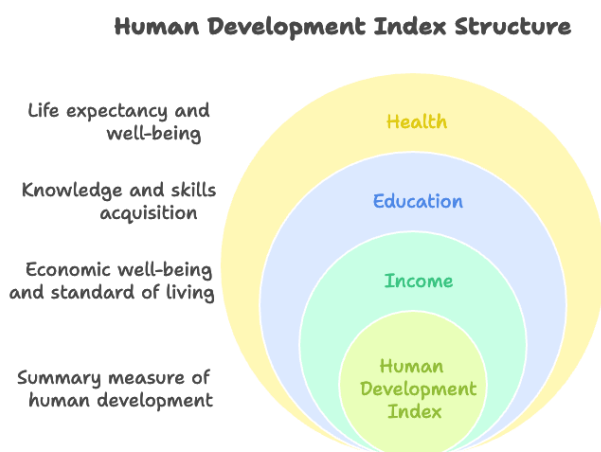 Human Development Index Structure
Life expectancy and
well-being
Health
Knowledge and skills
acquisition
Education
Economic well-being
and standard of living
Income
Summary measure of
human development
Human
Development
Index